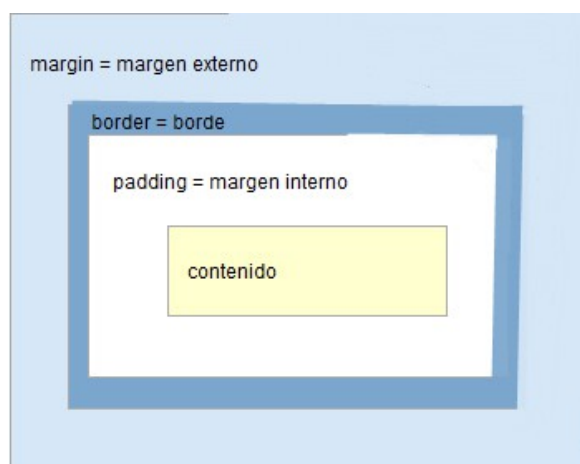 margin = margen externo
border = borde
padding = margen interno
contenido